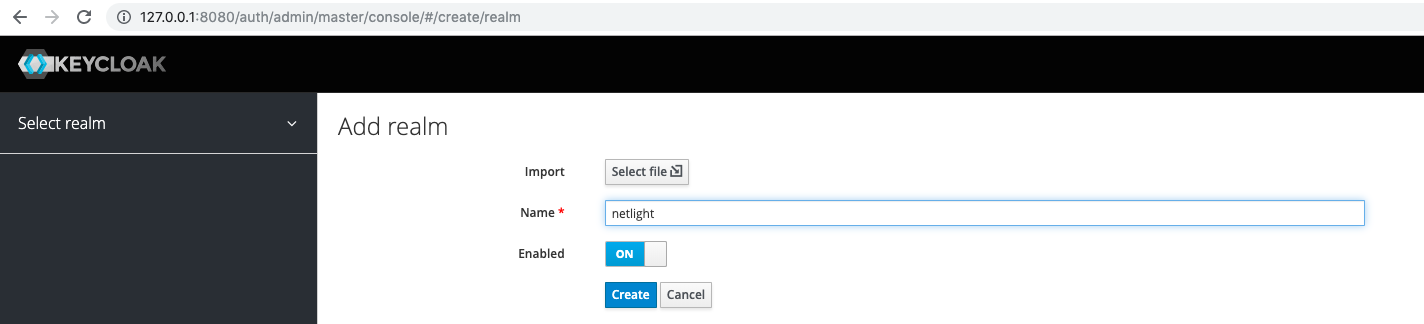 127.0.0.1:8080/auth/admin/master/console/#/create/realm
KEYCLOAK
Select realm
Add realm
Import Select file
Name * netlight
Enabled ON
Create Cancel